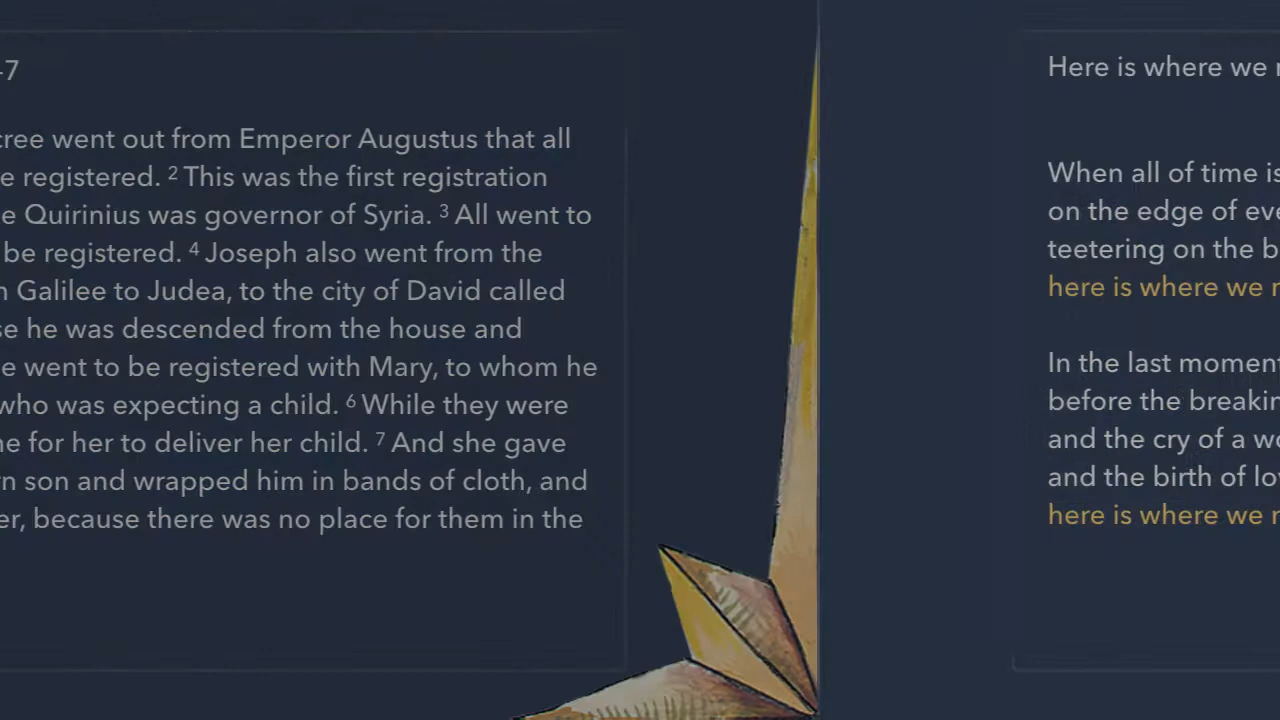 -7
cree went out from Emperor Augustus that all
e registered. 2 This was the first registration
e Quirinius was governor of Syria. 3 All went to
be registered. 4 Joseph also went from the
n Galilee to Judea, to the city of David called
se he was descended from the house and
e went to be registered with Mary, to whom he
who was expecting a child. 6 While they were
ne for her to deliver her child. 7 And she gave
n son and wrapped him in bands of cloth, and
er, because there was no place for them in the
Here is where we
When all of time is
on the edge of eve
teetering on the b
here is where we
In the last moment
before the breakin
and the cry of a wo
and the birth of lov
here is where we